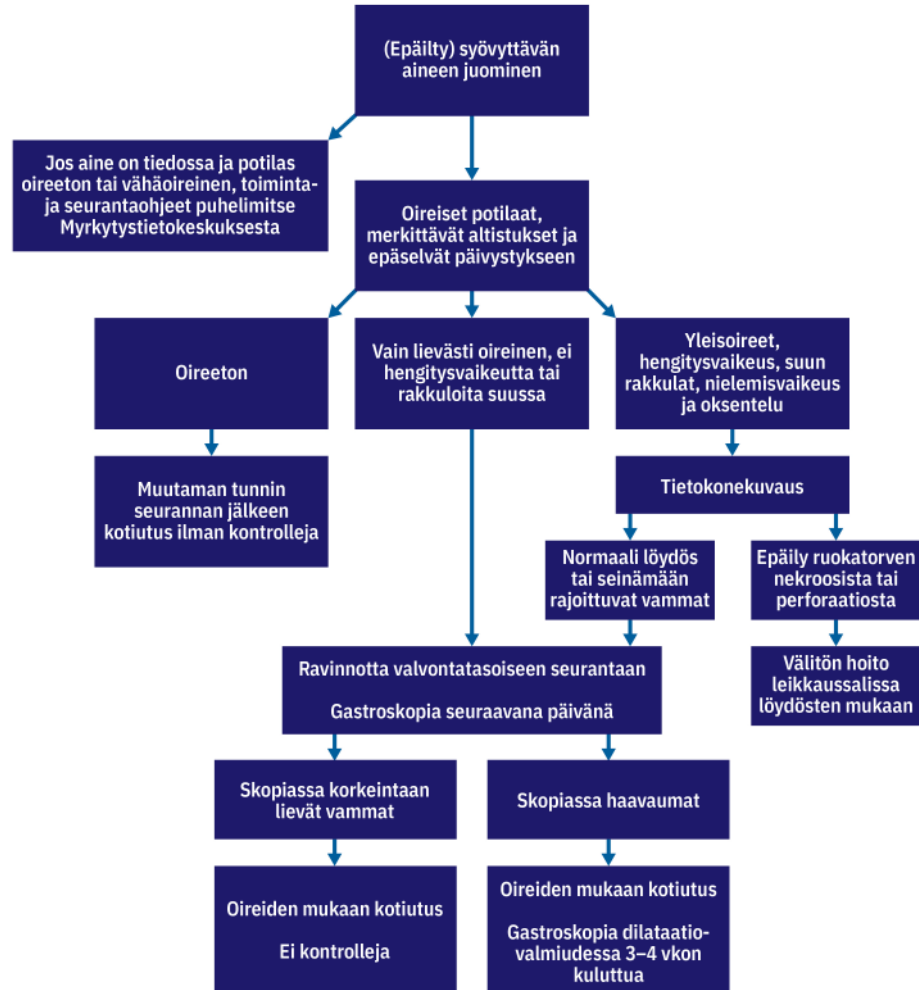 (Epäilty) syövyttävän
aineen juominen
Jos aine on tiedossa ja potilas
oireeton tai vähäoireinen, toiminta-
ja seurantaohjeet puhelimitse
Myrkytystietokeskuksesta
Oireiset potilaat,
merkittävät altistukset ja
epäselvät päivystykseen
Oireeton
Vain lievästi oireinen, ei
hengitysvaikeutta tai
rakkuloita suussa
Yleisoireet,
hengitysvaikeus, suun
rakkulat, nielemisvaikeus
ja oksentelu
Muutaman tunnin
seurannan jälkeen
kotiutus ilman kontrolleja
Tietokonekuvaus
Normaali löydös
tai seinämään
rajoittuvat vammat
Epäily ruokatorven
nekroosista tai
perforaatiosta
Ravinnotta valvontatasoiseen seurantaan
Gastroskopia seuraavana päivänä
Välitön hoito
leikkaussalissa
löydösten mukaan
Skopiassa korkeintaan
lievät vammat
Skopiassa haavaumat
Oireiden mukaan kotiutus
Ei kontrolleja
Oireiden mukaan kotiutus
Gastroskopia dilataatio-
valmiudessa 3–4 vkon
kuluttua